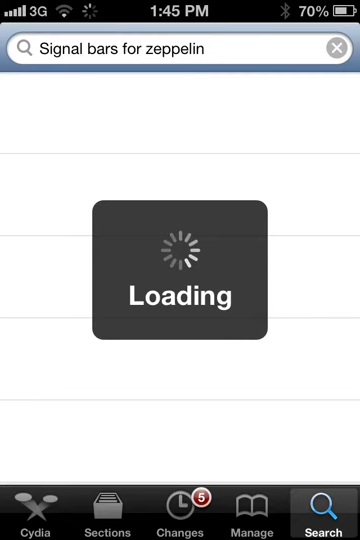 3G 1:45 PM 70%
Signal bars for zeppelin
Loading
5
Cydia Sections Changes Manage Search